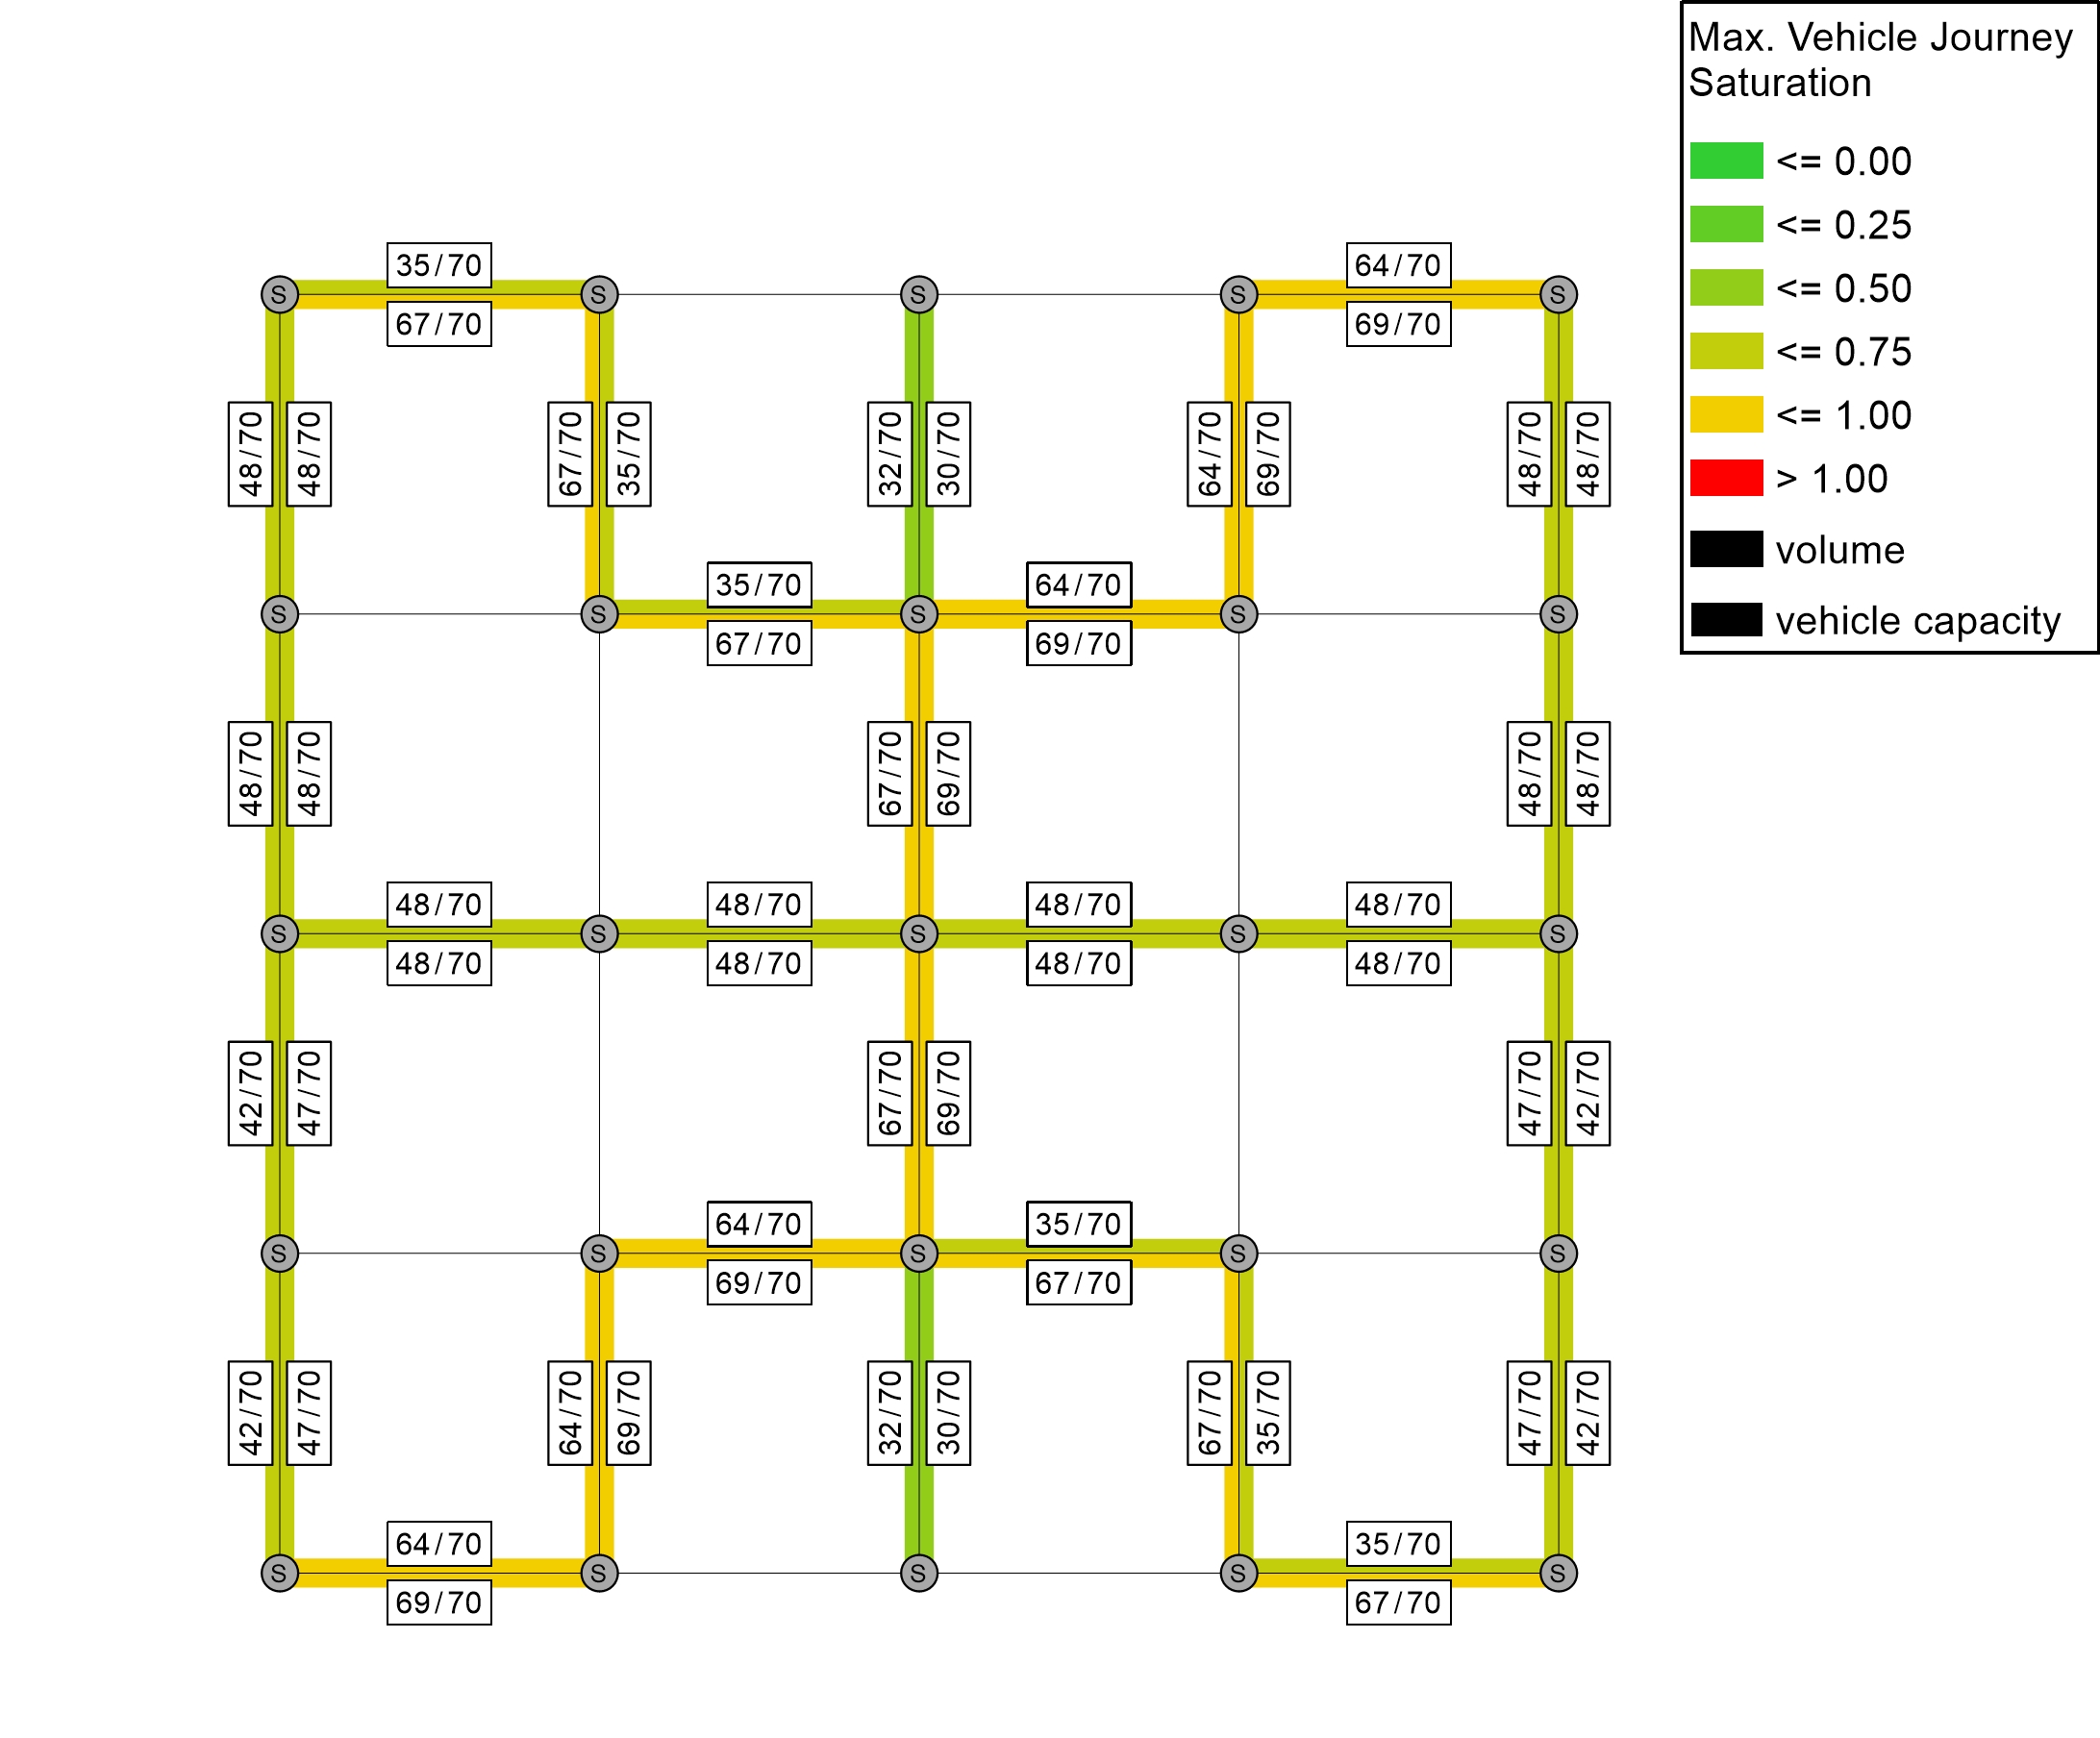 Max. Vehicle Journey
Saturation
<= 0.00
<= 0.25
<= 0.50
<= 0.75
<= 1.00
> 1.00
volume
vehicle capacity
35/70 64/70
S S S S S
67/70 69/70
48/70 48/70 67/70 35/70 32/70 30/70 64/70 69/70 48/70 48/70
35/70 64/70
S S S S S
67/70 69/70
48/70 48/70 67/70 69/70 48/70 48/70
48/70 48/70 48/70 48/70
S S S S S
48/70 48/70 48/70 48/70
42/70 47/70 67/70 69/70 47/70 42/70
64/70 35/70
S S S S S
69/70 67/70
42/70 47/70 64/70 69/70 32/70 30/70 67/70 35/70 47/70 42/70
64/70 35/70
S S S S S
69/70 67/70